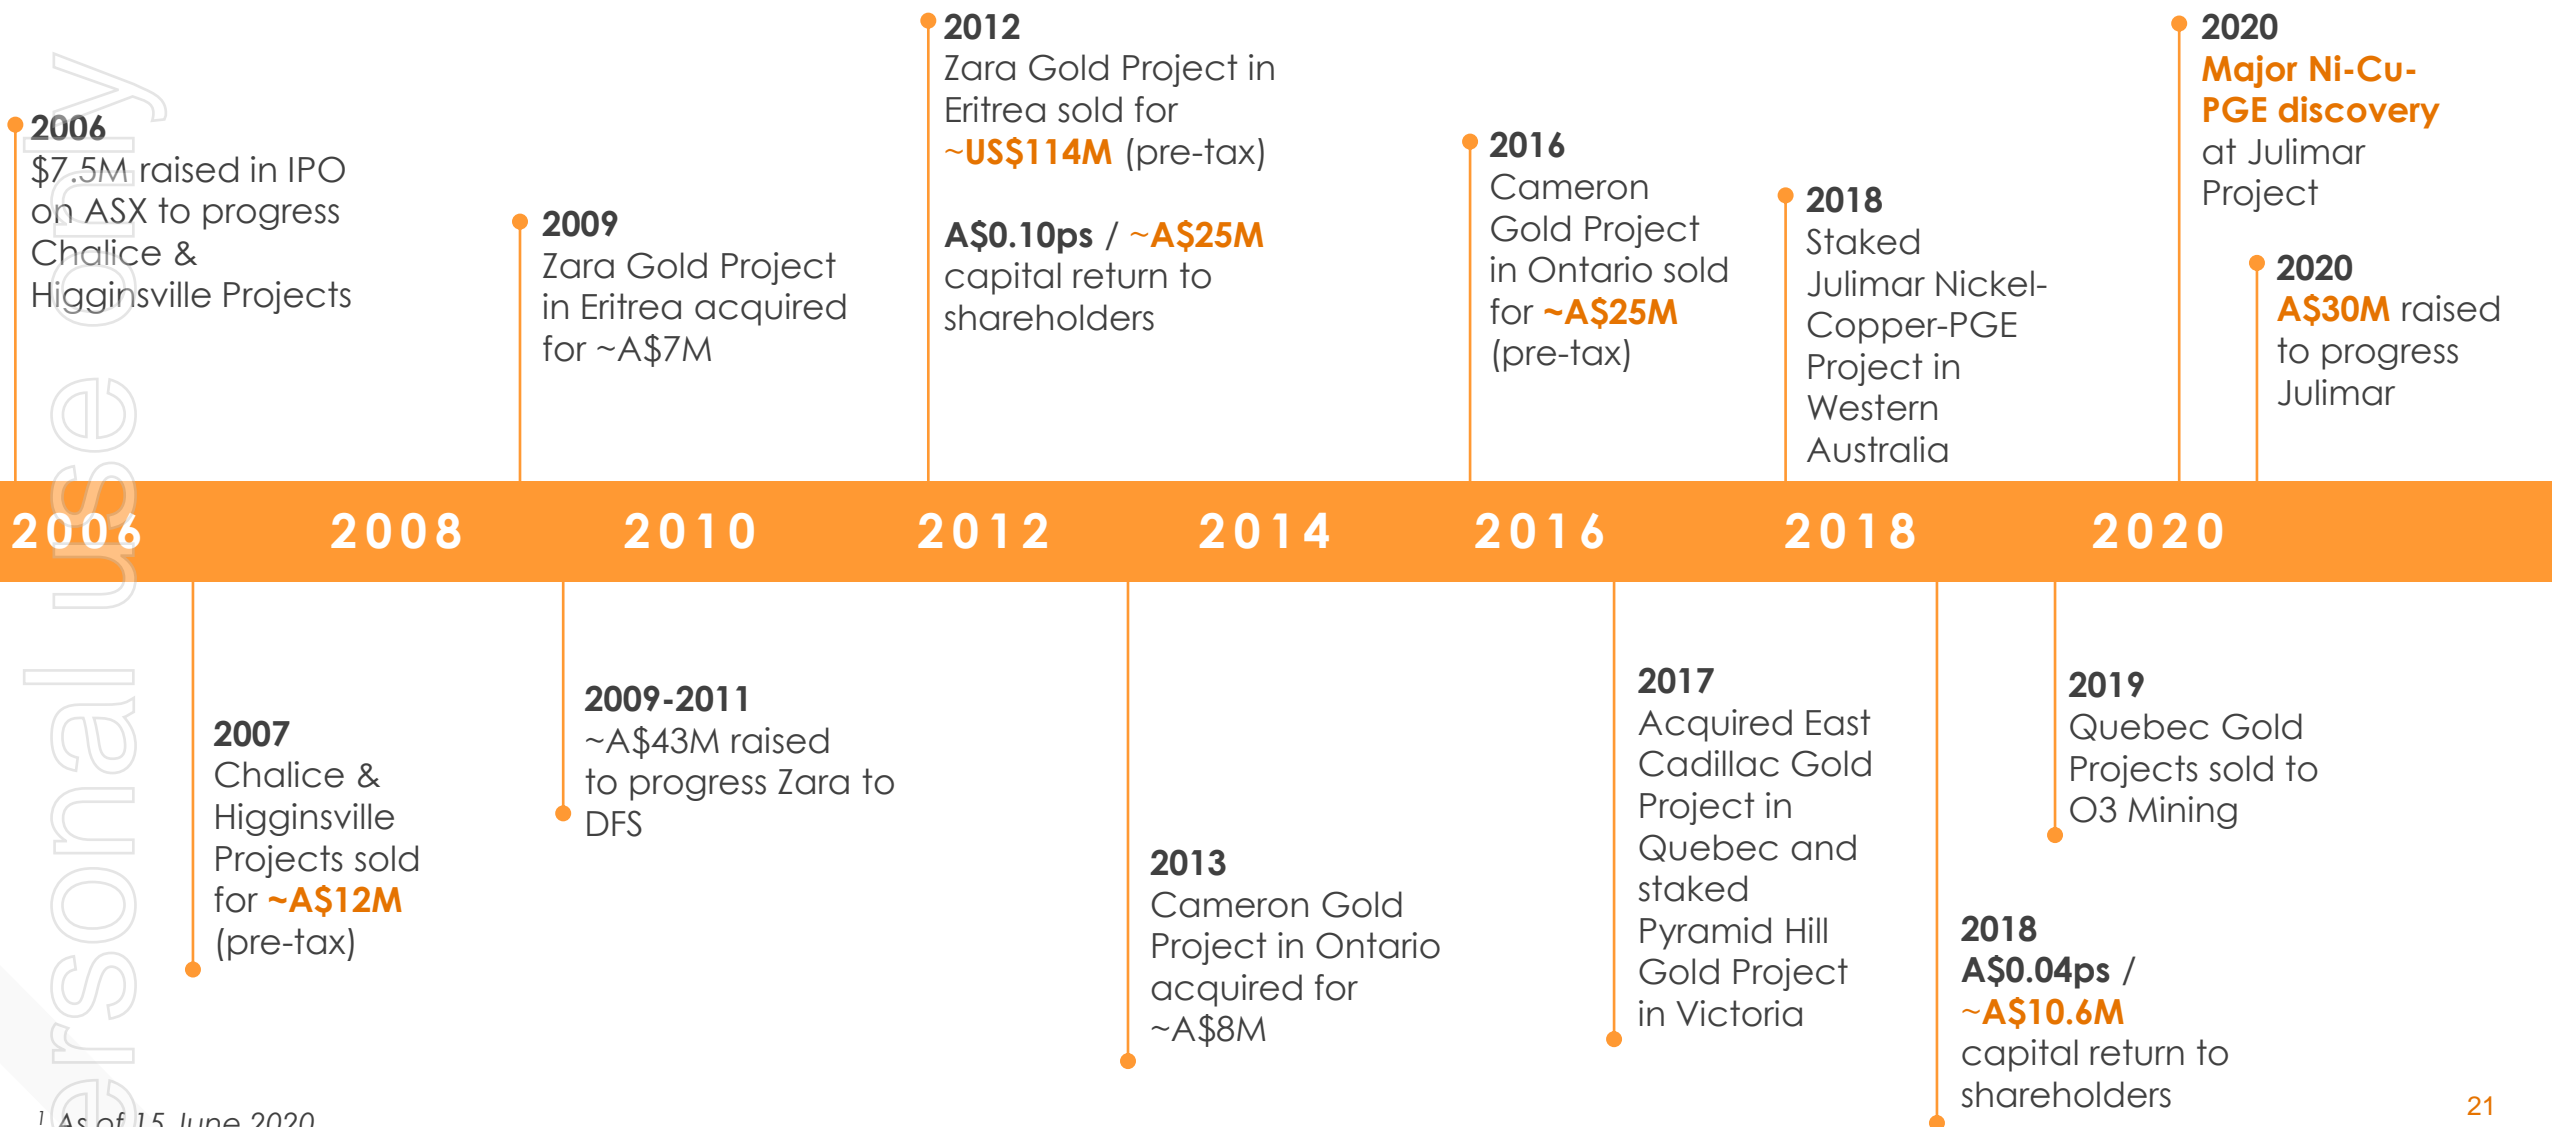 2006
$7.5M raised in IPO
on ASX to progress
Chalice &
Higginsville Projects
2009
Zara Gold Project
in Eritrea acquired
for ~A$7M
2012
Zara Gold Project in
Eritrea sold for
~US$114M (pre-tax)
A$0.10ps / ~A$25M
capital return to
shareholders
2016
Cameron
Gold Project
in Ontario sold
for ~A$25M
(pre-tax)
2018
Staked
Julimar Nickel-
Copper-PGE
Project in
Western
Australia
2020
Major Ni-Cu-
PGE discovery
at Julimar
Project
2020
A$30M raised
to progress
Julimar
2006 2008 2010 2012 2014 2016 2018 2020
2007
Chalice &
Higginsville
Projects sold
for ~A$12M
(pre-tax)
2009-2011
~A$43M raised
to progress Zara to
DFS
2013
Cameron Gold
Project in Ontario
acquired for
~A$8M
2017
Acquired East
Cadillac Gold
Project in
Quebec and
staked
Pyramid Hill
Gold Project
in Victoria
2018
A$0.04ps /
~A$10.6M
capital return to
shareholders
2019
Quebec Gold
Projects sold to
O3 Mining
1 As of 15 June 2020
21
ersonal use only